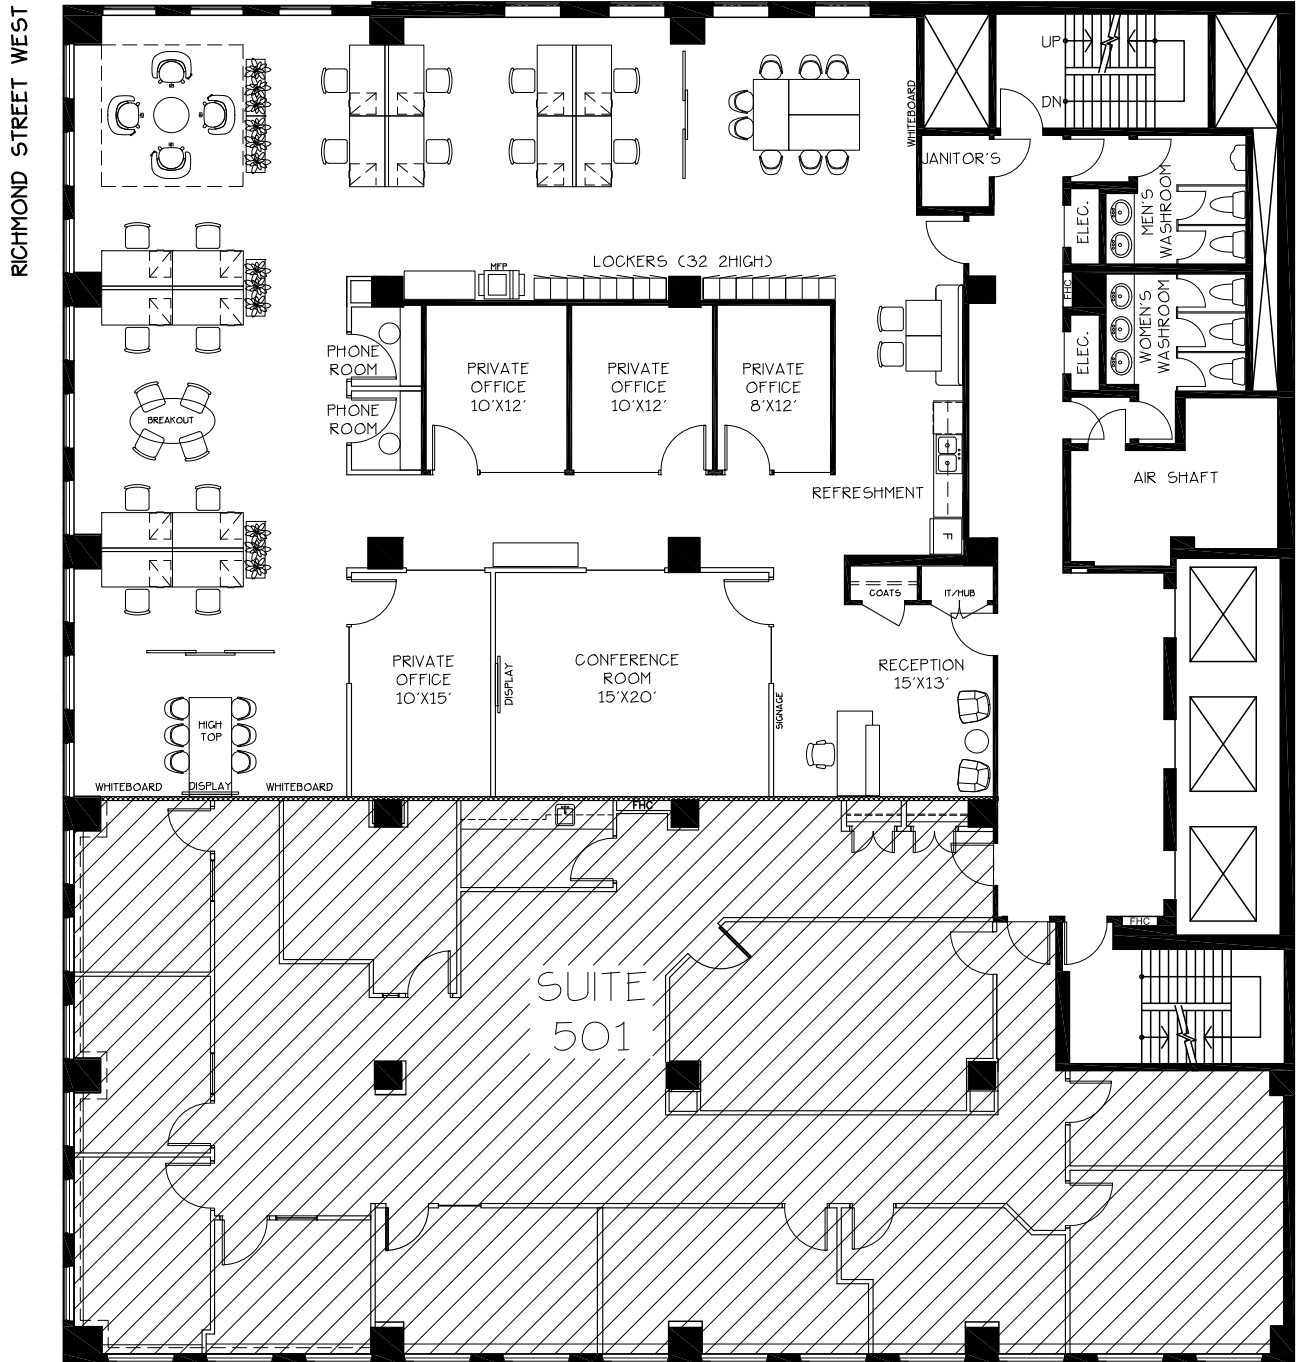 RICHMOND STREET WEST
UP
DN
WHITEBOARD
JANITOR'S
ELEC.
MEN'S
WASHROOM
LOCKERS (32 2HIGH)
MFP
FHC
WOMEN'S
WASHROOM
ELEC.
PHONE
ROOM
PHONE
ROOM
PRIVATE
OFFICE
10'X12'
PRIVATE
OFFICE
10'X12'
PRIVATE
OFFICE
8'X12'
BREAKOUT
REFRESHMENT
AIR SHAFT
F
COATS
IT/HUB
PRIVATE
OFFICE
10'X15'
DISPLAY
CONFERENCE
ROOM
15'X20'
SIGNAGE
RECEPTION
15'X13'
HIGH
TOP
WHITEBOARD
DISPLAY
WHITEBOARD
FHC
FHC
SUITE
501